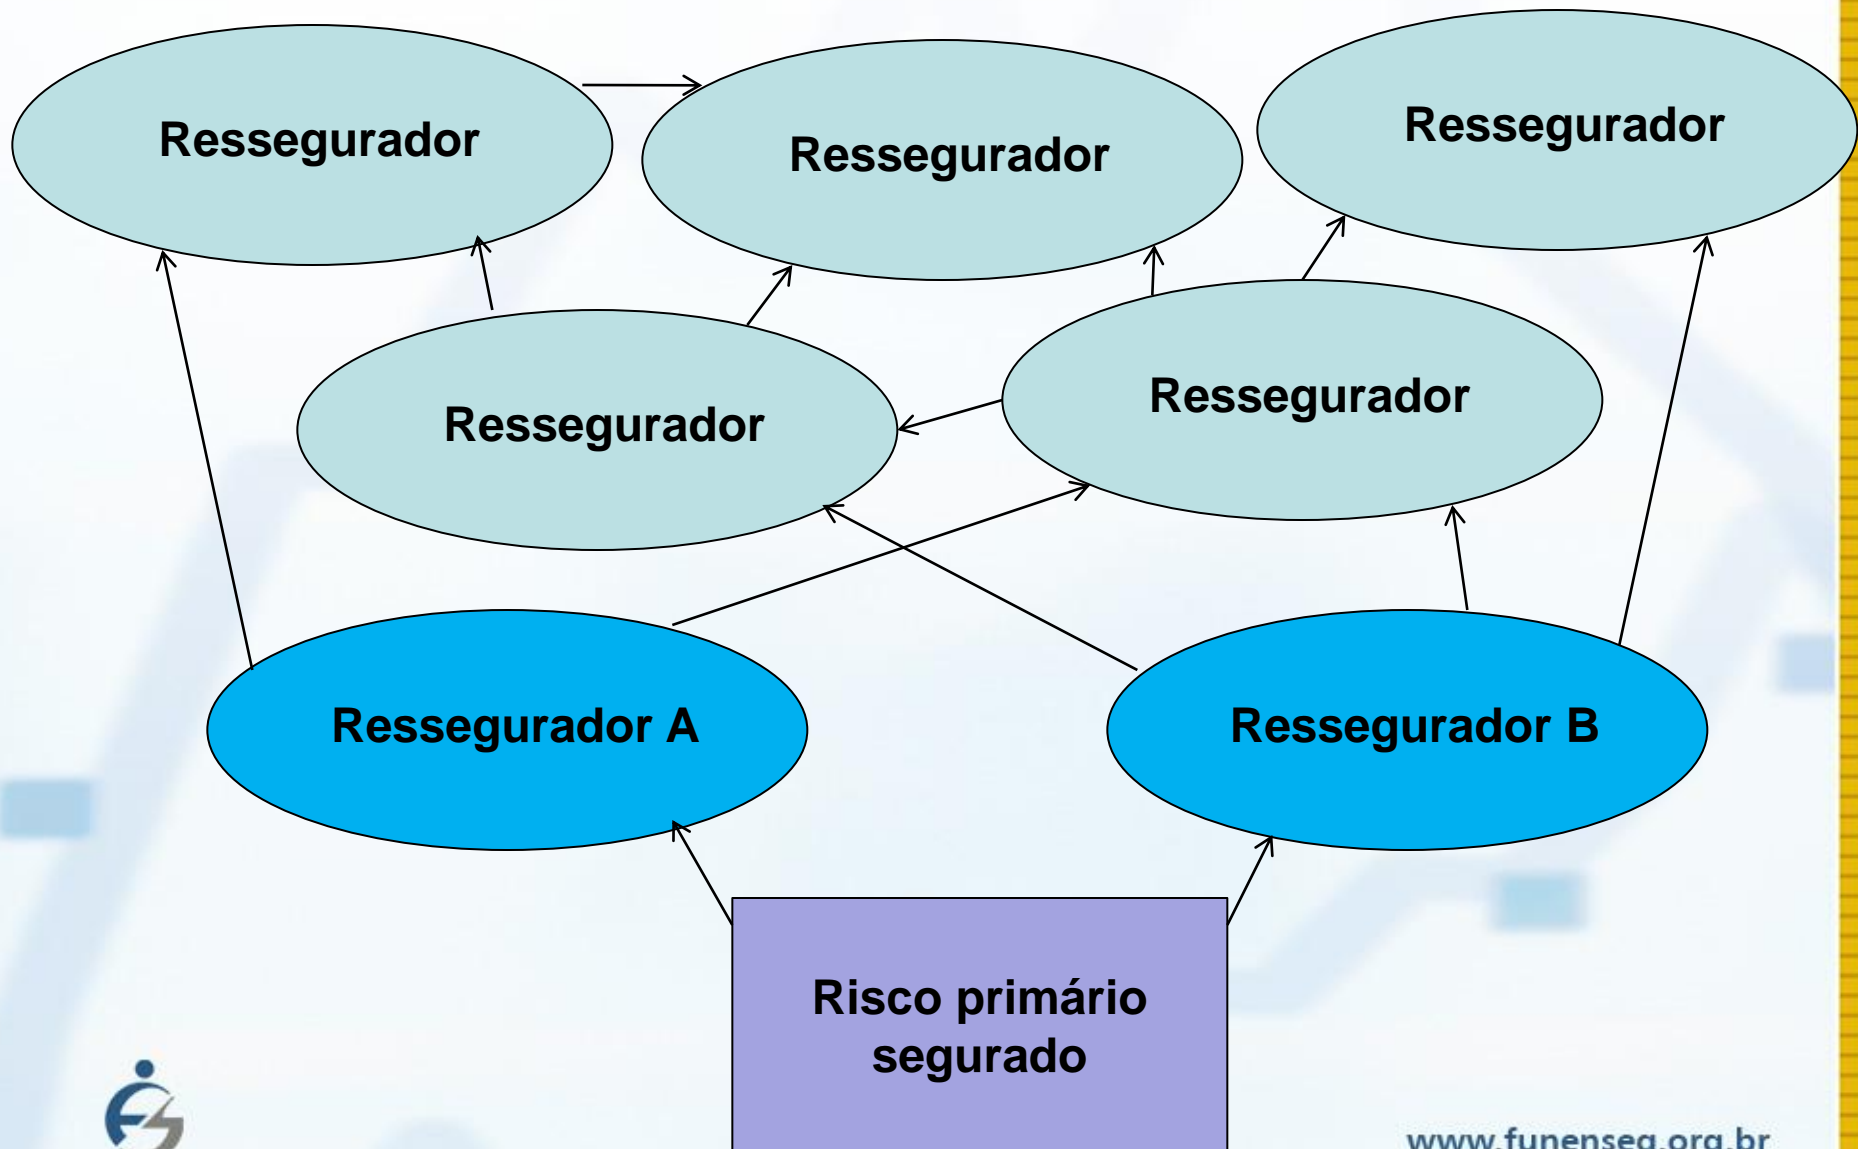 Ressegurador
Ressegurador
Ressegurador
Ressegurador
Ressegurador
Ressegurador A
Ressegurador B
Risco primário
segurado
www.funenseg.org.br